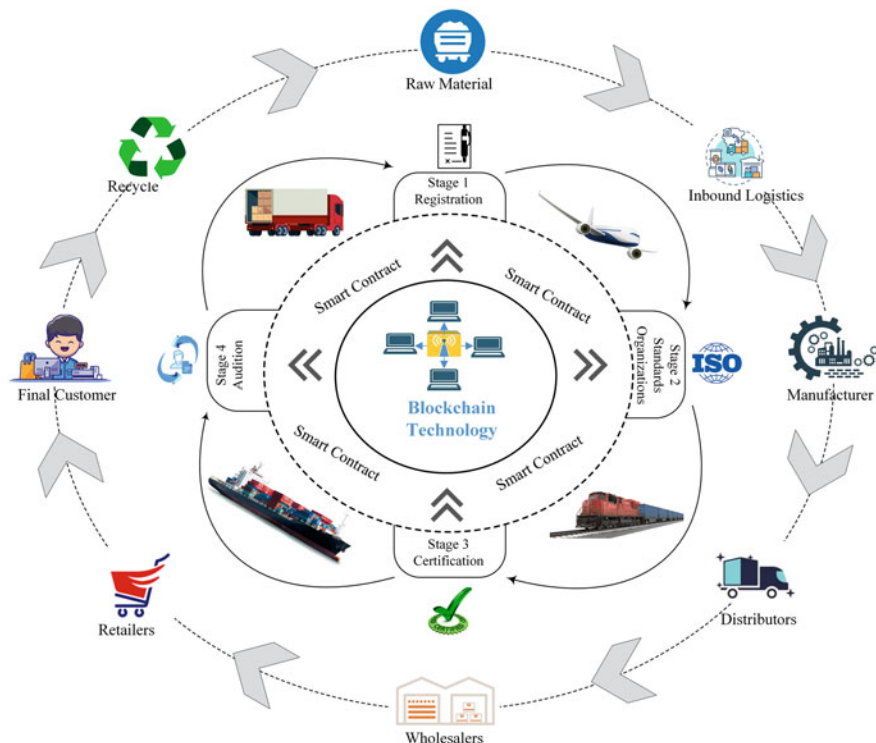 Raw Material
Recycle
Inbound Logistics
Stage 1
Registration
Smart Contract
Smart Contract
Stage 4
Audition
Stage 2
Standards
Organizations
ISO
Final Customer
Manufacturer
Blockchain
Technology
Smart Contract
Smart Contract
Stage 3
Certification
CERTIFIED
Retailers
Distributors
Wholesalers